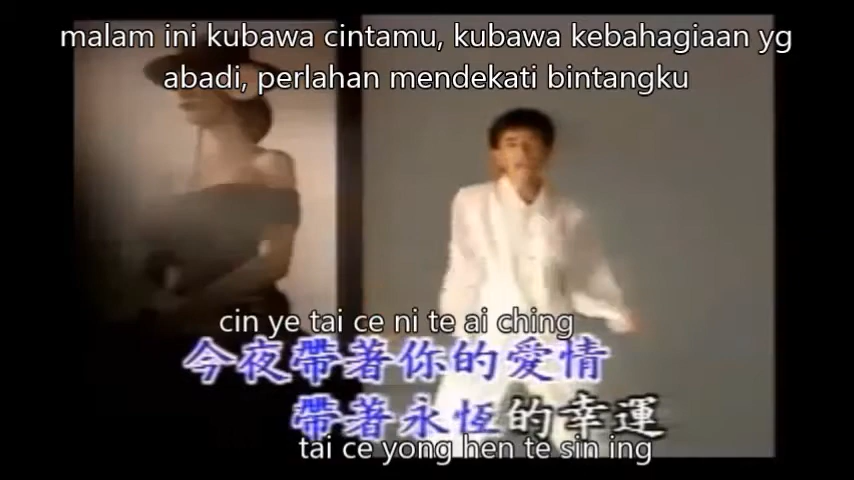 malam ini kubawa cintamu, kubawa kebahagiaan yg
abadi, perlahan mendekati bintangku
cin ye tai ce ni te ai ching
今夜帶著你的愛情
帶著永恆的幸運
tai ce yong hen te sin ing